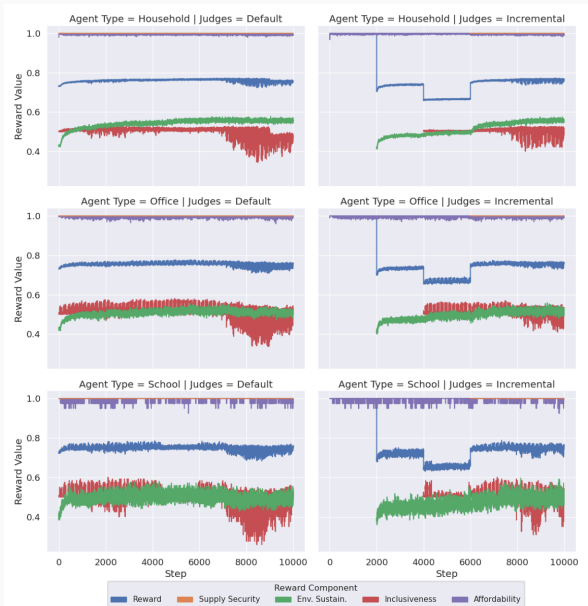 Agent Type = Household | Judges = Default
Agent Type = Household | Judges = Incremental
1.0
0.8
0.6
0.4
Reward Value
Agent Type = Office | Judges = Default
Agent Type = Office | Judges = Incremental
1.0
0.8
0.6
0.4
Reward Value
Agent Type = School | Judges = Default
Agent Type = School | Judges = Incremental
1.0
0.8
0.6
0.4
Reward Value
0 2000 4000 6000 8000 10000
0 2000 4000 6000 8000 10000
Step
Step
Reward Component
Reward Supply Security Env. Sustain. Inclusiveness Affordability